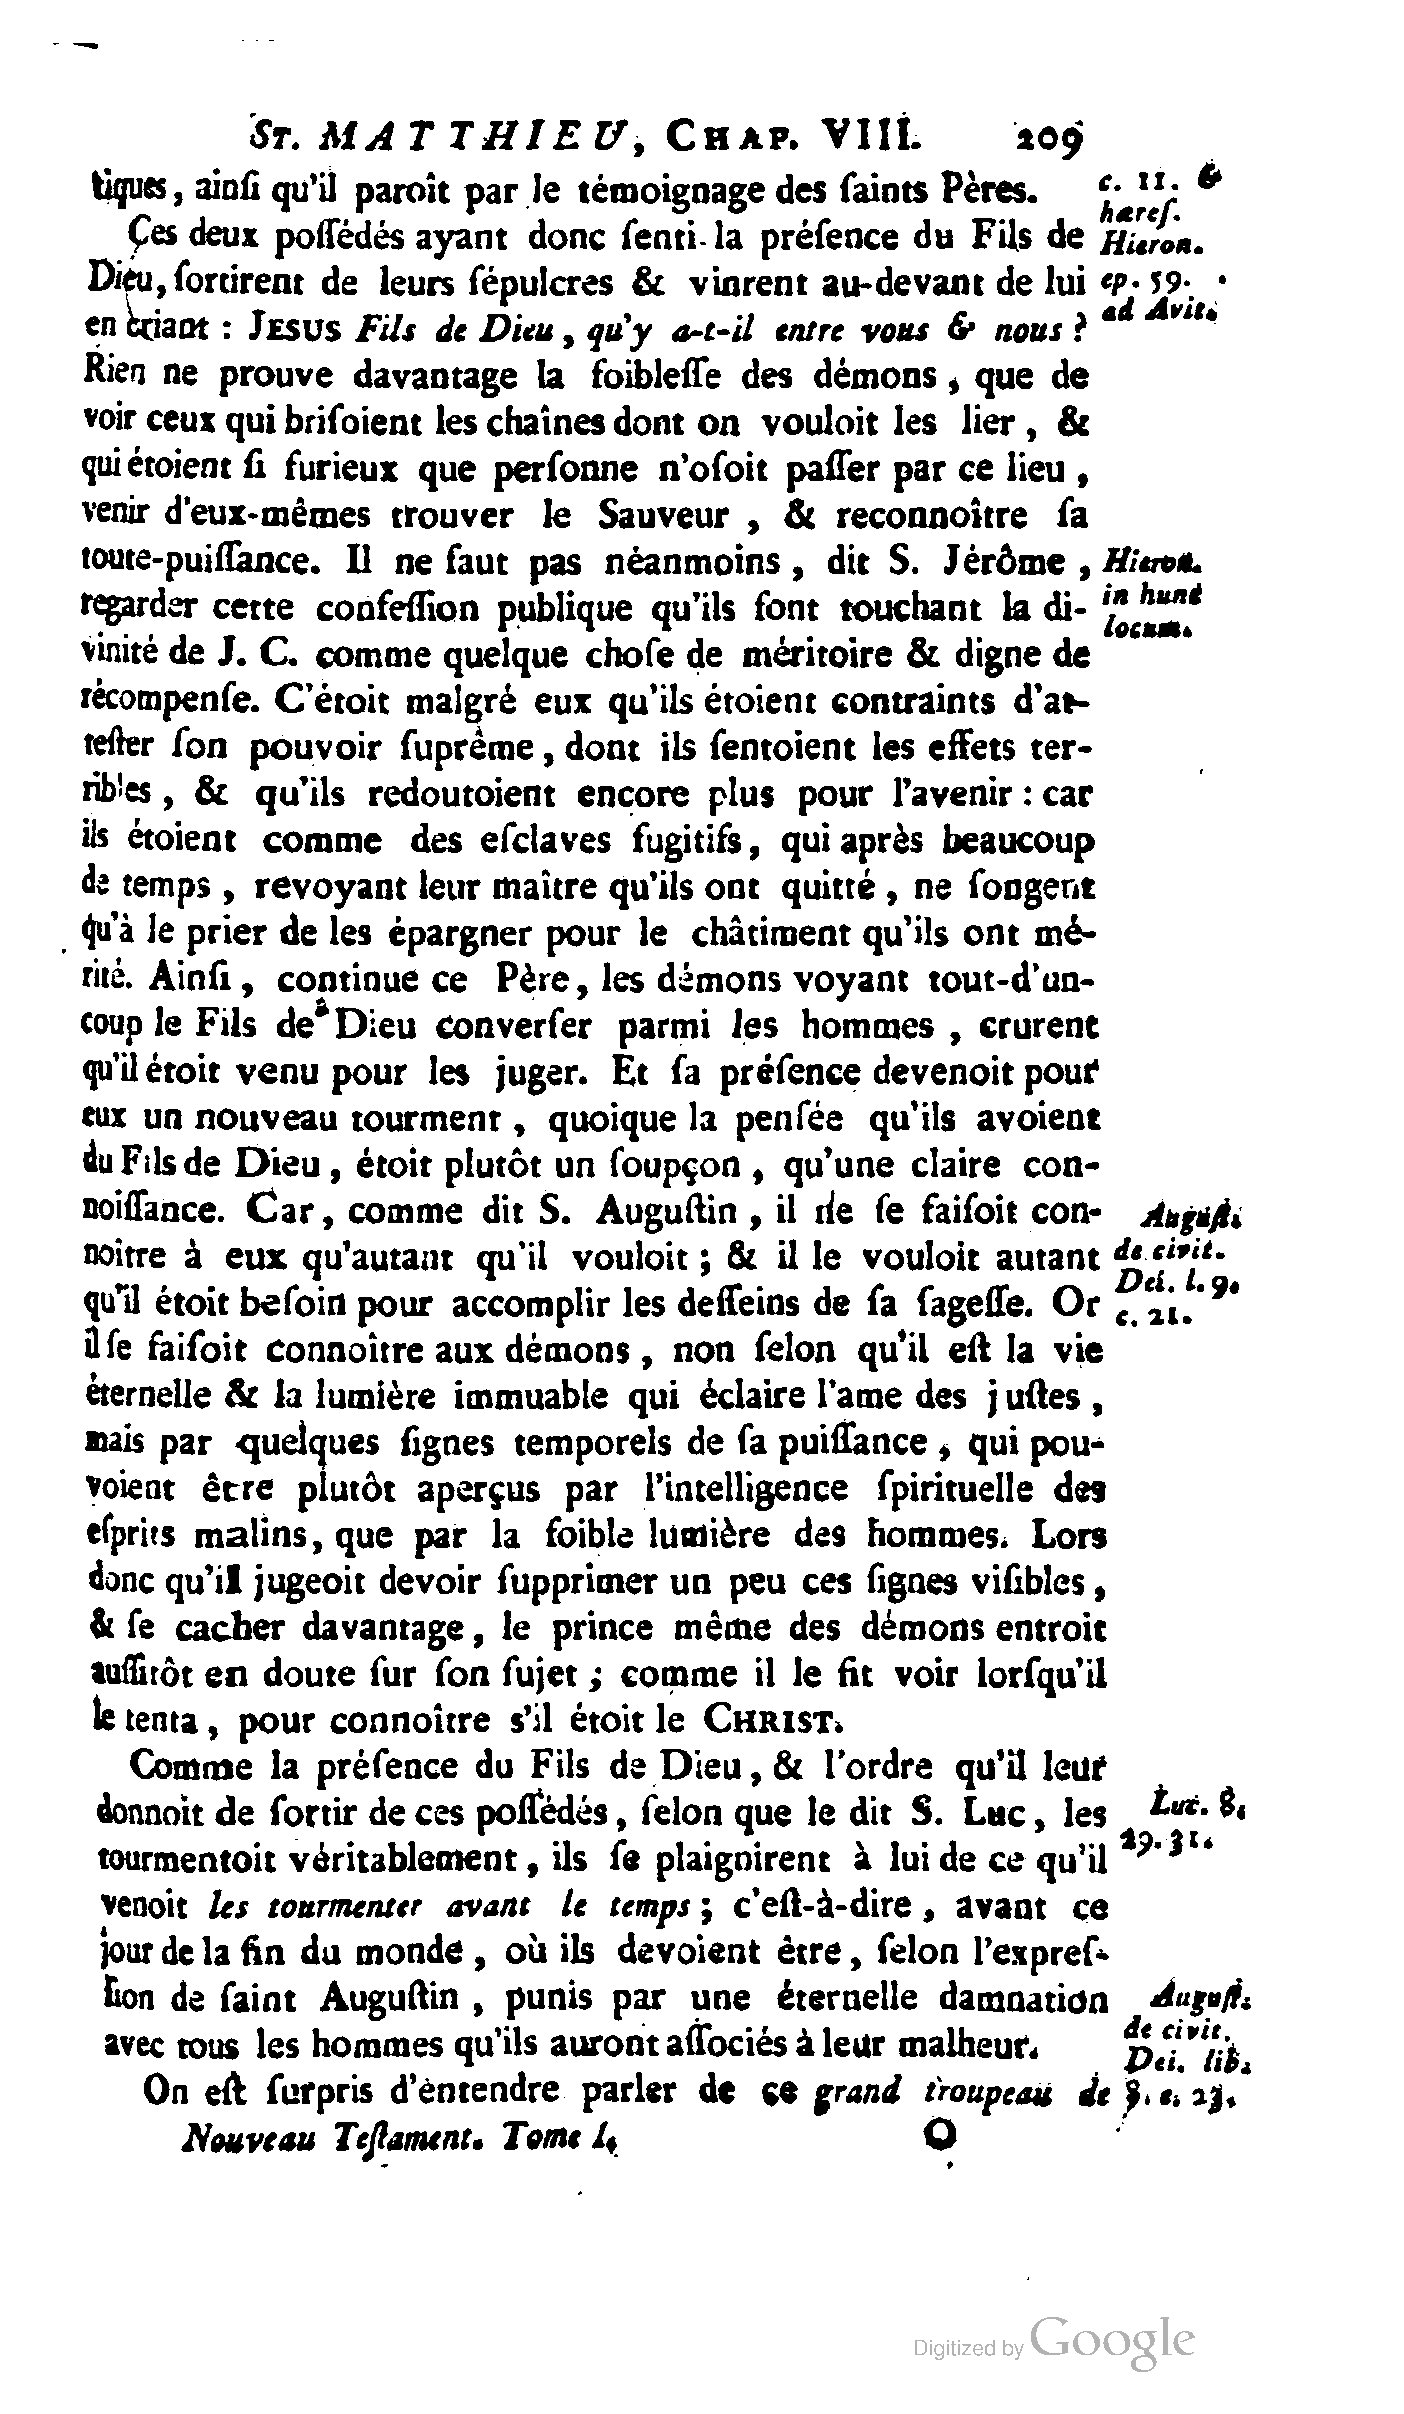 ST. MATTHIEU, CHAP. VIII. 209
tiques, ainſi qu'il paroît par le témoignage des ſaints Pères.
Ces deux poſſédés ayant donc ſenti la préſence du Fils de
Dieu, ſortirent de leurs ſépulcres & vinrent au-devant de lui
en criant : JESUS Fils de Dieu, qu'y a-t-il entre vous & nous ?
Rien ne prouve davantage la foibleſſe des démons, que de
voir ceux qui briſoient les chaînes dont on vouloit les lier, &
qui étoient ſi furieux que perſonne n'oſoit paſſer par ce lieu,
venir d'eux-mêmes trouver le Sauveur, & reconnoître ſa
toute-puiſſance. Il ne faut pas néanmoins, dit S. Jérôme,
regarder cette confeſſion publique qu'ils font touchant la di-
vinité de J. C. comme quelque choſe de méritoire & digne de
récompenſe. C'étoit malgré eux qu'ils étoient contraints d'at-
teſter ſon pouvoir ſuprême, dont ils ſentoient les effets ter-
ribles, & qu'ils redoutoient encore plus pour l'avenir : car
ils étoient comme des eſclaves fugitifs, qui après beaucoup
de temps, revoyant leur maître qu'ils ont quitté, ne ſongent
qu'à le prier de les épargner pour le châtiment qu'ils ont mé-
rité. Ainſi, continue ce Père, les démons voyant tout-d'un-
coup le Fils de Dieu converſer parmi les hommes, crurent
qu'il étoit venu pour les juger. Et ſa préſence devenoit pour
eux un nouveau tourment, quoique la penſée qu'ils avoient
du Fils de Dieu, étoit plutôt un ſoupçon, qu'une claire con-
noiſſance. Car, comme dit S. Auguſtin, il ne ſe faiſoit con-
noitre à eux qu'autant qu'il vouloit ; & il le vouloit autant
qu'il étoit beſoin pour accomplir les deſſeins de ſa ſageſſe. Or
il ſe faiſoit connoître aux démons, non ſelon qu'il eſt la vie
éternelle & la lumière immuable qui éclaire l'ame des juſtes,
mais par quelques ſignes temporels de ſa puiſſance, qui pou-
voient être plutôt aperçus par l'intelligence ſpirituelle des
eſprits malins, que par la foible lumière des hommes. Lors
donc qu'il jugeoit devoir ſupprimer un peu ces ſignes viſibles,
& ſe cacher davantage, le prince même des démons entroit
auſſitôt en doute ſur ſon ſujet ; comme il le fit voir lorſqu'il
le tenta, pour connoître s'il étoit le CHRIST.
Comme la préſence du Fils de Dieu, & l'ordre qu'il leur
donnoit de ſortir de ces poſſédés, ſelon que le dit S. Luc, les
tourmentoit véritablement, ils ſe plaignirent à lui de ce qu'il
venoit les tourmenter avant le temps ; c'eſt-à-dire, avant ce
jour de la fin du monde, où ils devoient être, ſelon l'expreſ-
ſion de ſaint Auguſtin, punis par une éternelle damnation
avec tous les hommes qu'ils auront aſſociés à leur malheur.
On eſt ſurpris d'entendre parler de ce grand troupeau de
Nouveau Teſtament. Tome I. O
c. 11. &
hæreſ.
Hieron.
ep. 59.
ad Avit.
Hieron.
in hunc
locum.
Auguſt.
de civit.
Dei. l. 9.
c. 21.
Luc. 8.
29. 31.
Auguſt.
de civit.
Dei. lib.
8. c. 23.
Digitized by Google